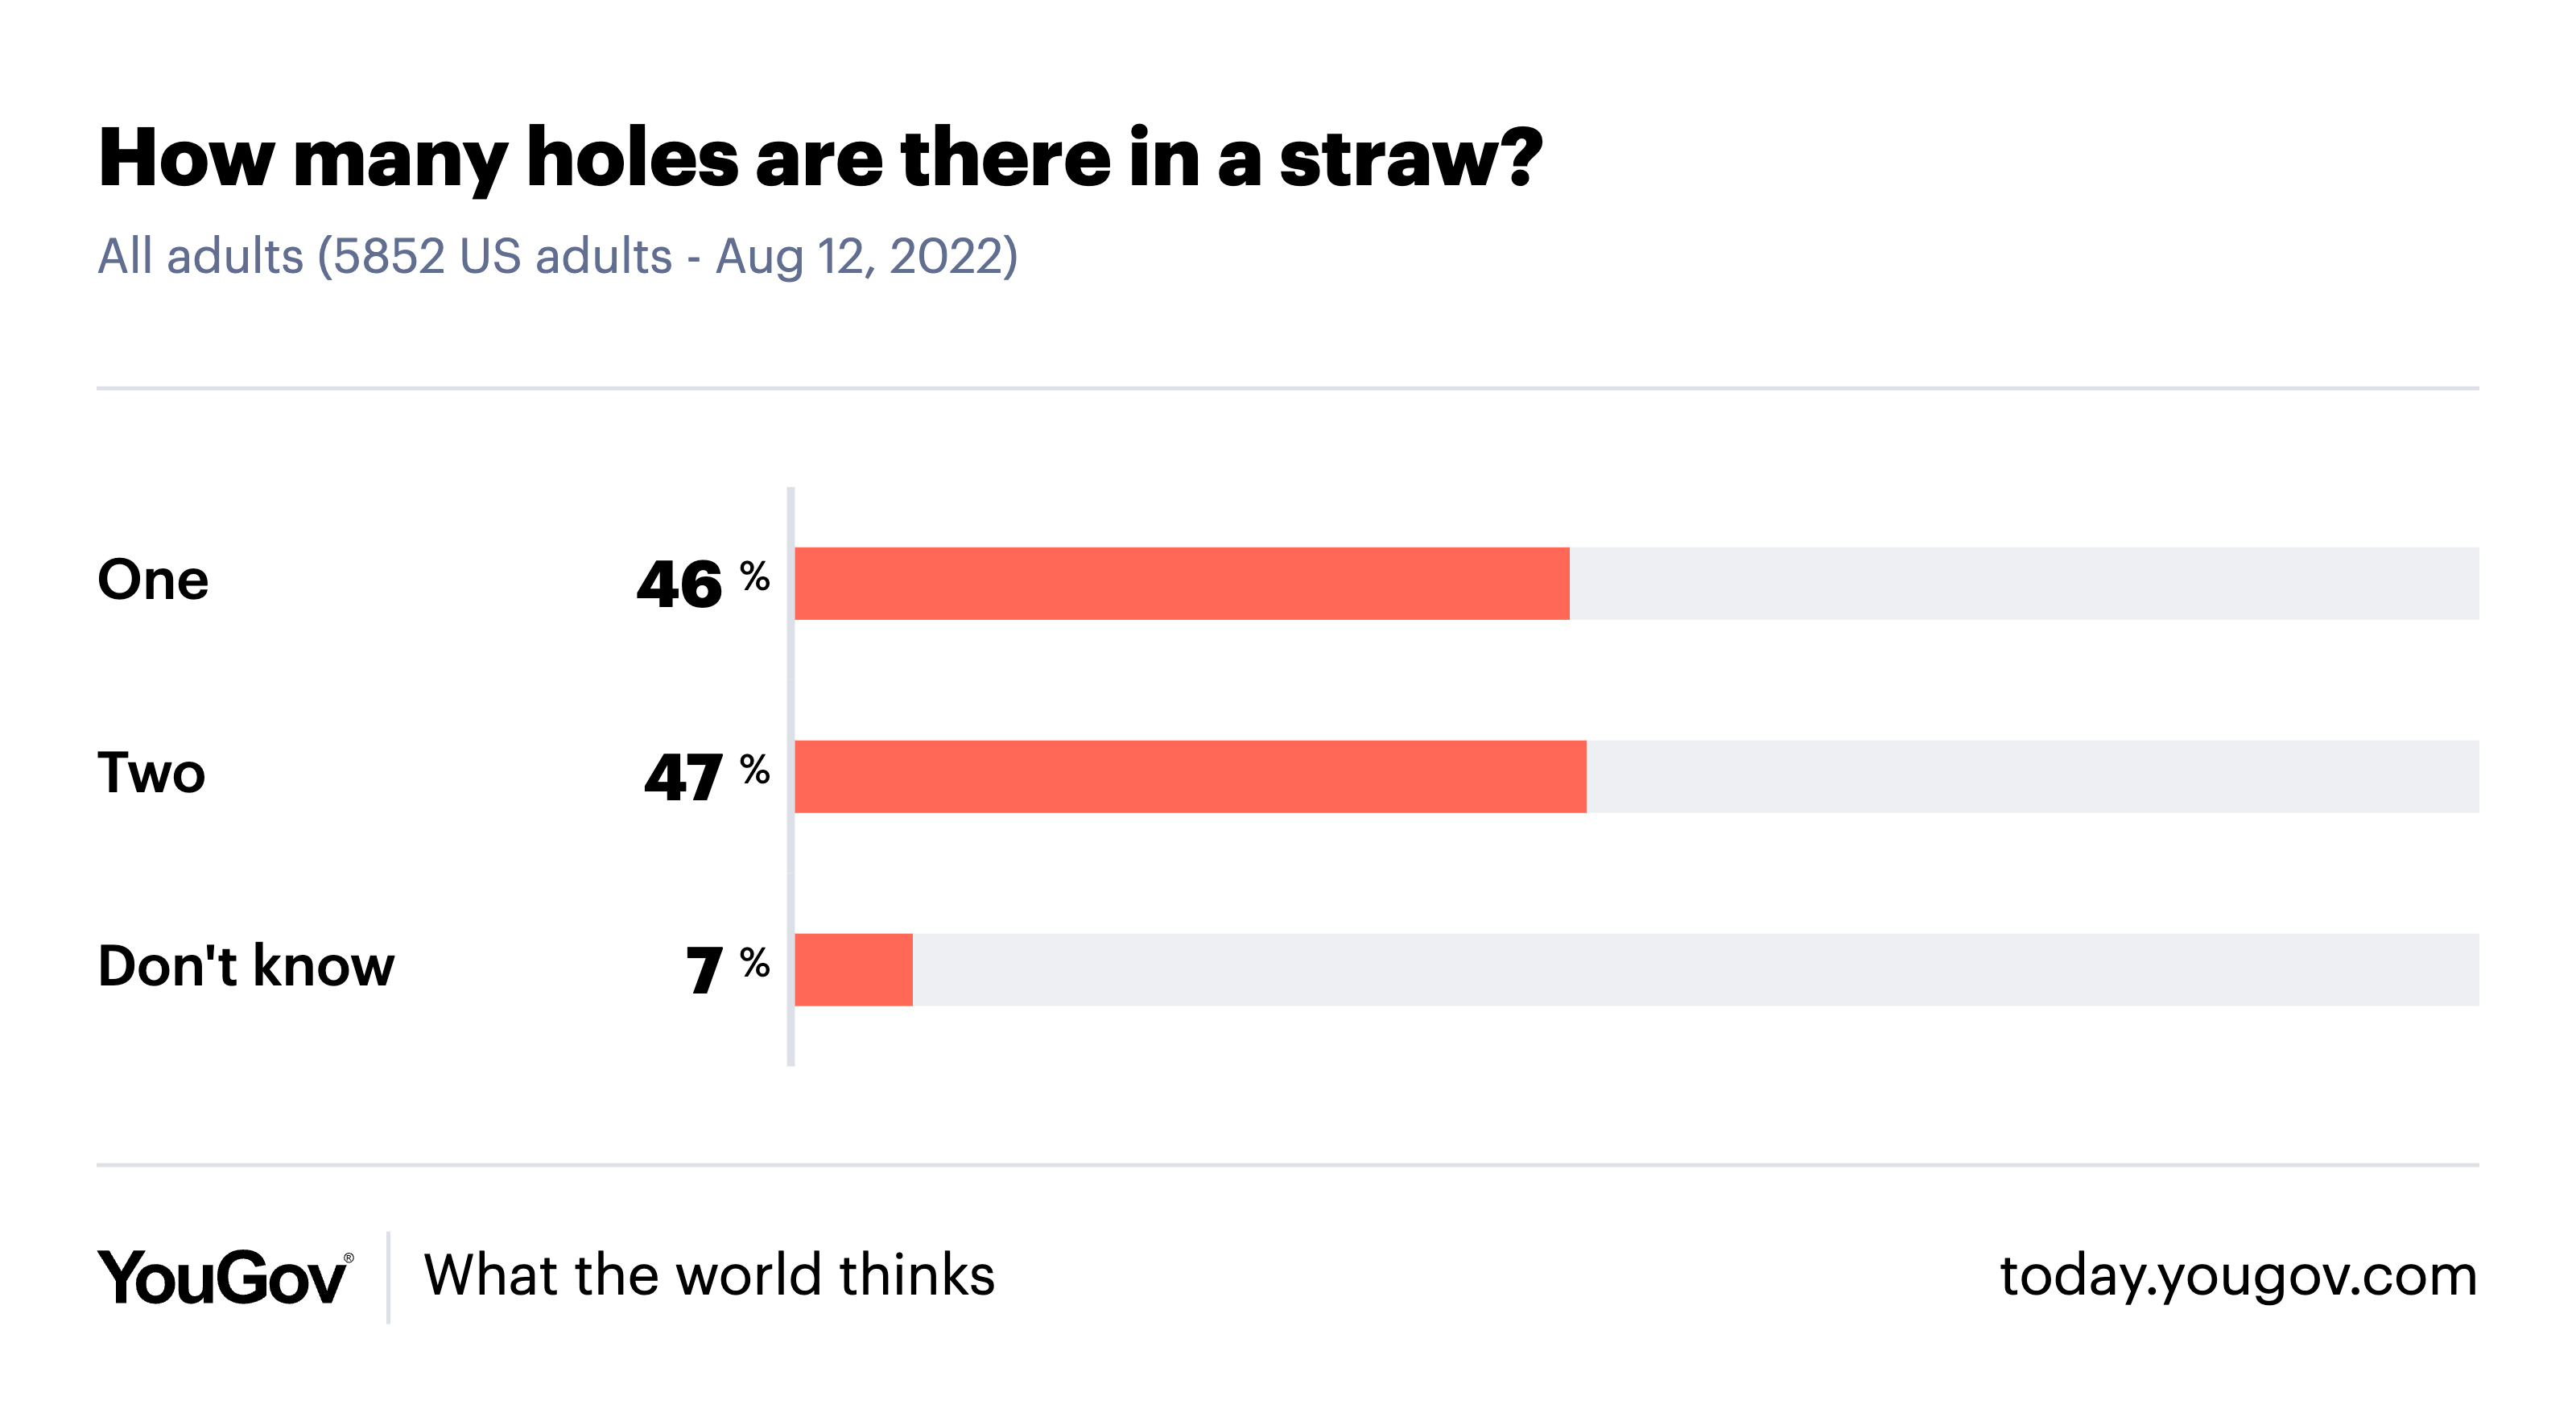 How many holes are there in a straw?
All adults (5852 US adults - Aug 12, 2022)
One 46 %
Two 47 %
Don't know 7 %
YouGov® What the world thinks today.yougov.com